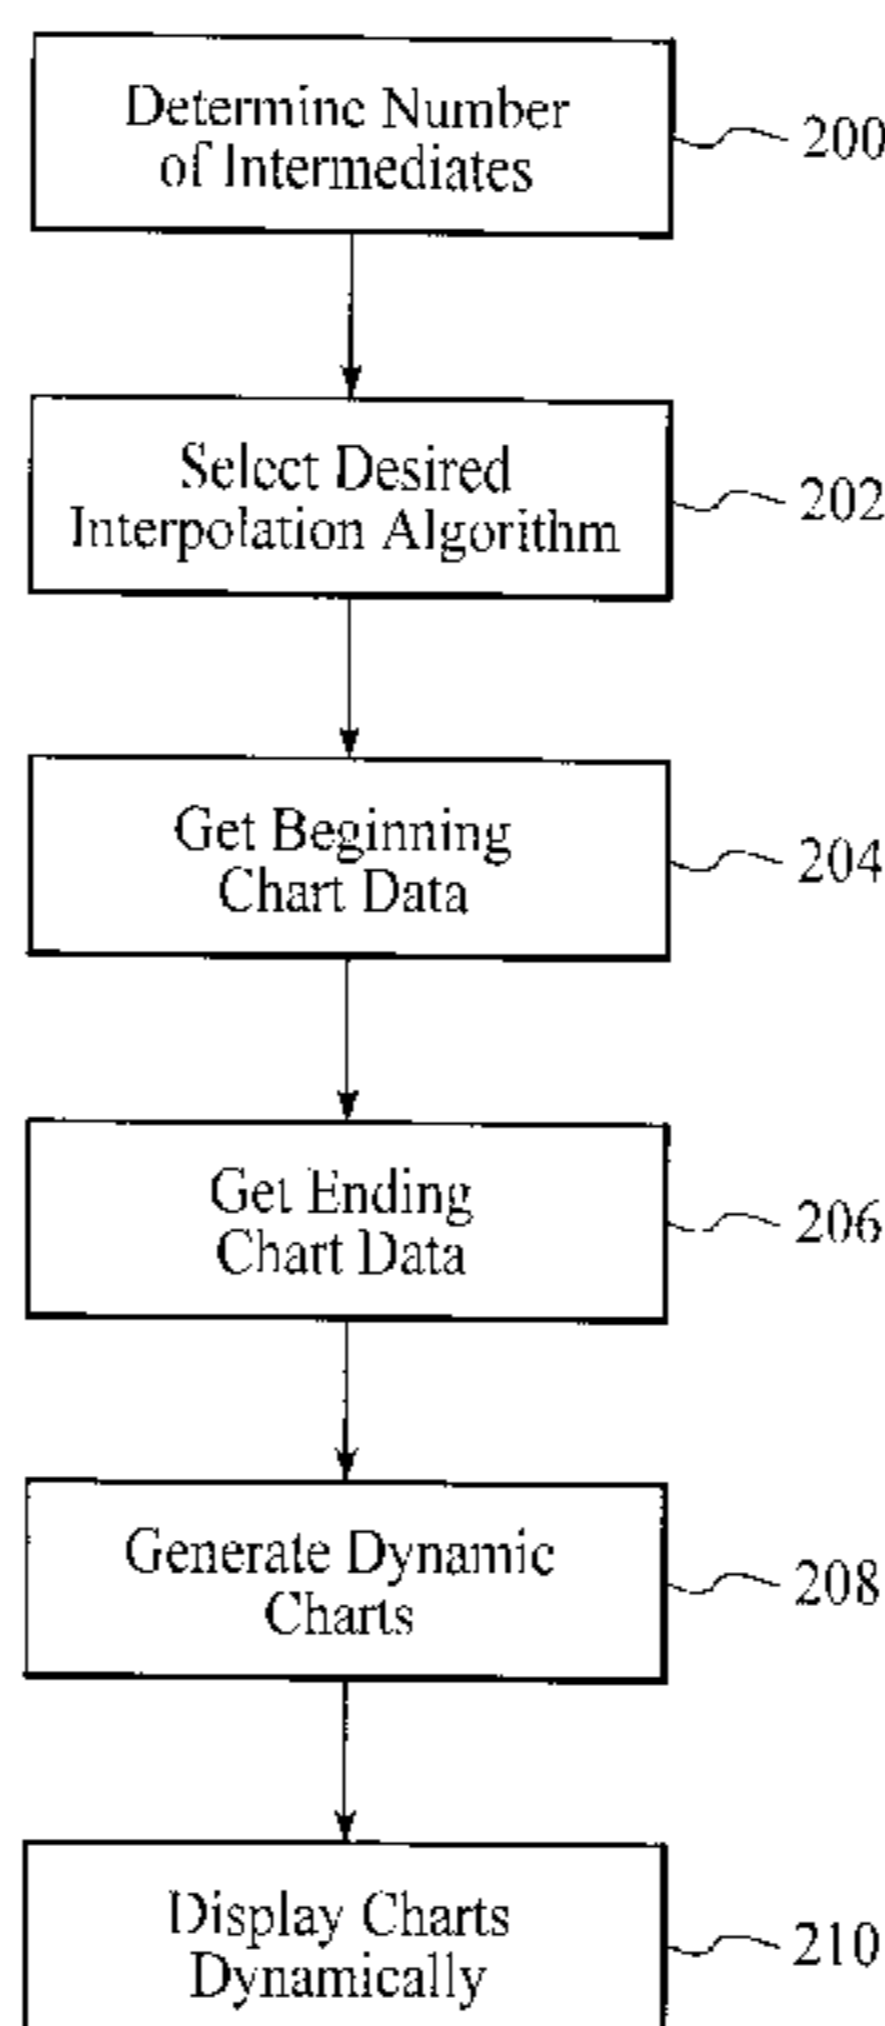 Determine Number
of Intermediates
200
Select Desired
Interpolation Algorithm
202
Get Beginning
Chart Data
204
Get Ending
Chart Data
206
Generate Dynamic
Charts
208
Display Charts
Dynamically
210